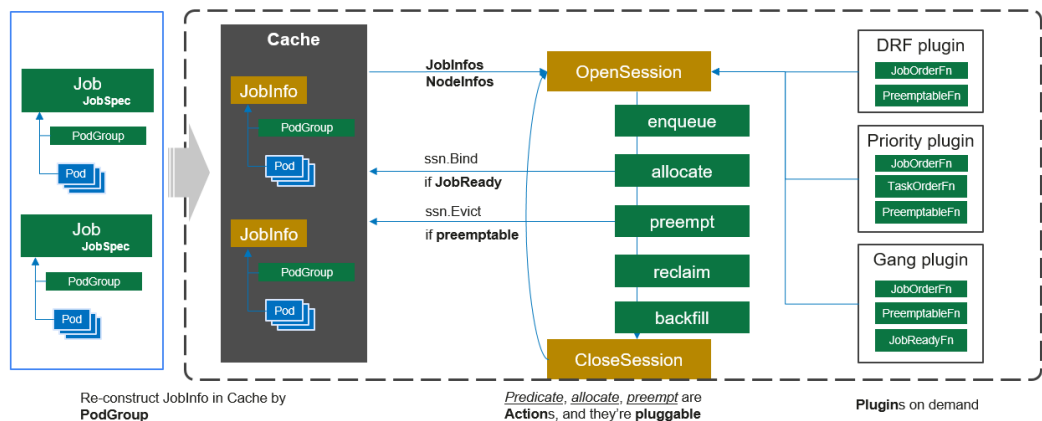 Job
JobSpec
PodGroup
Pod
Job
JobSpec
PodGroup
Pod
Cache
JobInfo
PodGroup
Pod
JobInfo
PodGroup
Pod
JobInfos
NodeInfos
ssn.Bind
if JobReady
ssn.Evict
if preemptable
OpenSession
enqueue
allocate
preempt
reclaim
backfill
CloseSession
DRF plugin
JobOrderFn
PreemptableFn
Priority plugin
JobOrderFn
TaskOrderFn
PreemptableFn
Gang plugin
JobOrderFn
PreemptableFn
JobReadyFn
Re-construct JobInfo in Cache by
PodGroup
Predicate, allocate, preempt are
Actions, and they're pluggable
Plugins on demand